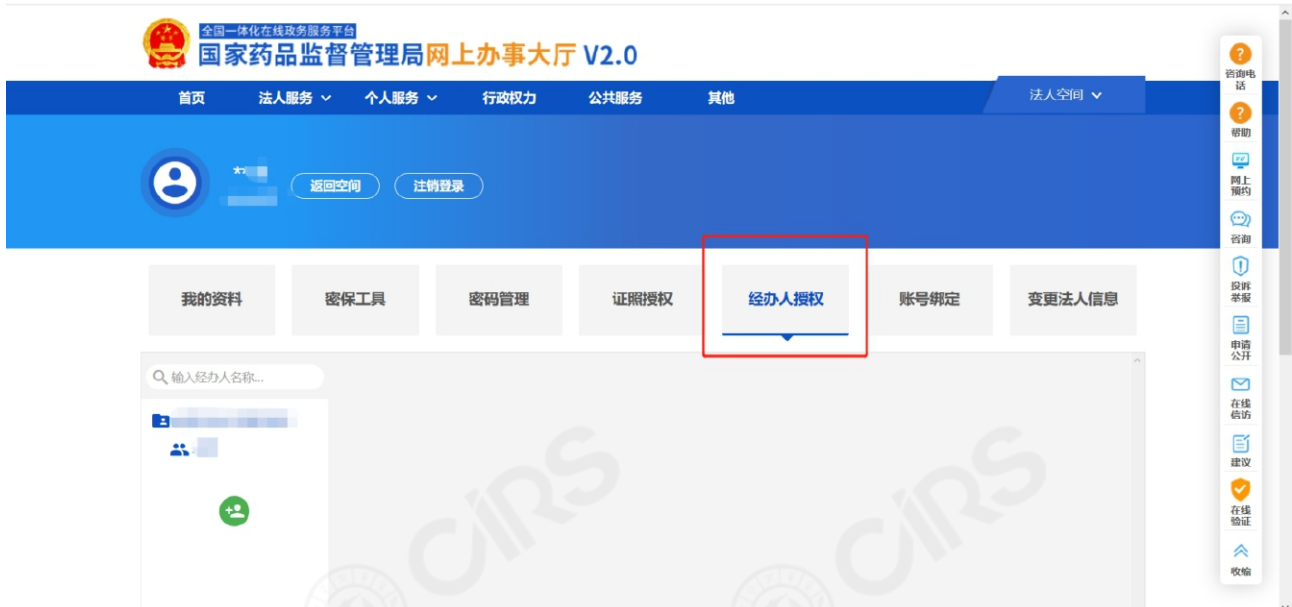 全国一体化在线政务服务平台
国家药品监督管理局网上办事大厅 V2.0
首页 法人服务 个人服务 行政权力 公共服务 其他 法人空间
返回空间 注销登录
我的资料 密保工具 密码管理 证照授权 经办人授权 账号绑定 变更法人信息
输入经办人名称...
CIRS CIRS
咨询电
话
帮助
网上
预约
咨询
投诉
举报
申请
公开
在线
信访
建议
在线
验证
收缩